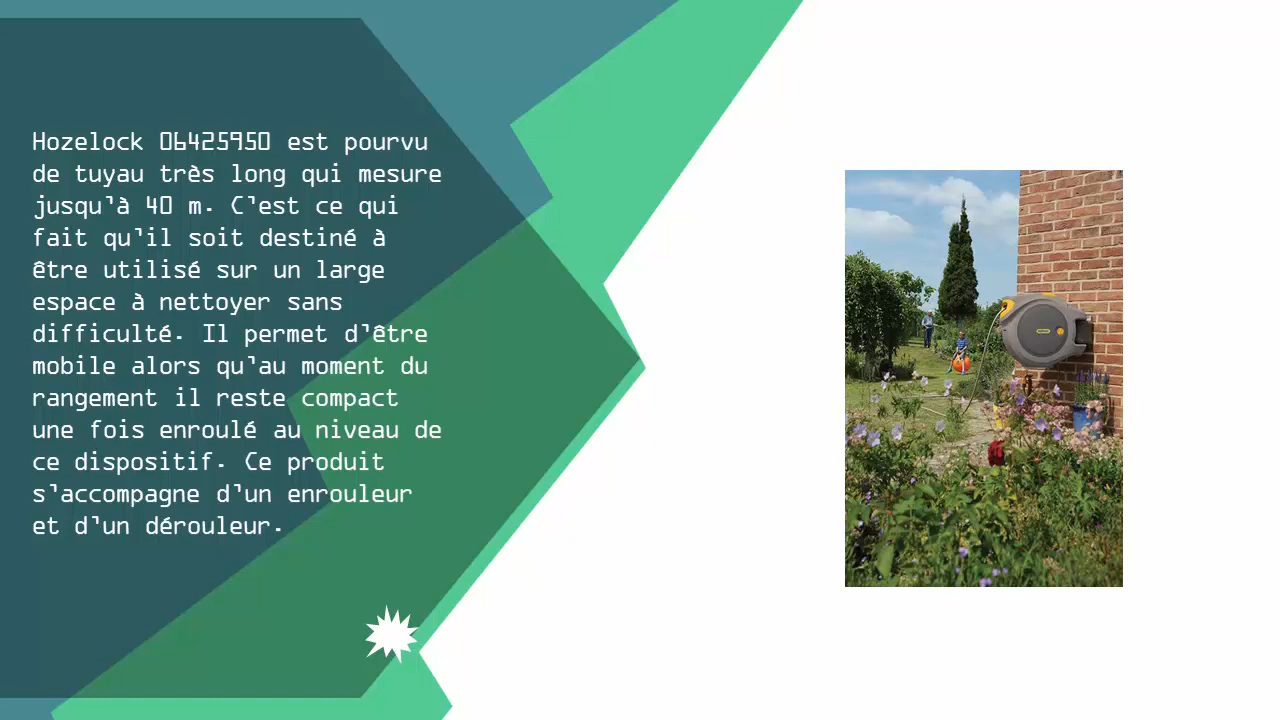 Hozelock 06425950 est pourvu
de tuyau très long qui mesure
jusqu'à 40 m. C'est ce qui
fait qu'il soit destiné à
être utilisé sur un large
espace à nettoyer sans
difficulté. Il permet d'être
mobile alors qu'au moment du
rangement il reste compact
une fois enroulé au niveau de
ce dispositif. Ce produit
s'accompagne d'un enrouleur
et d'un dérouleur.